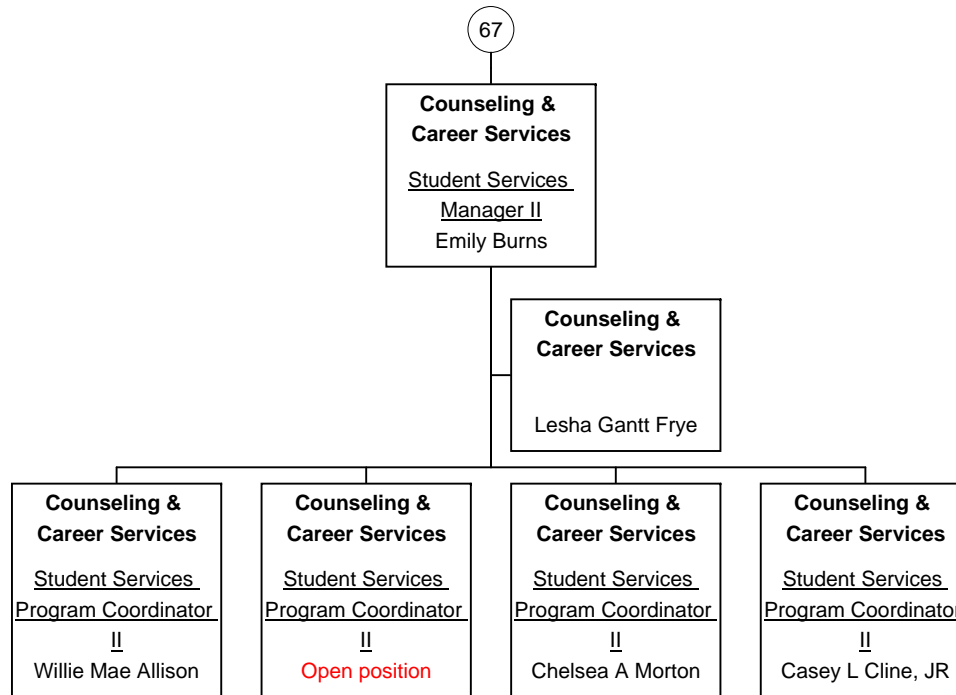 67
Counseling &
Career Services
Student Services
Manager II
Emily Burns
Counseling &
Career Services
Lesha Gantt Frye
Counseling &
Career Services
Student Services
Program Coordinator
II
Willie Mae Allison
Counseling &
Career Services
Student Services
Program Coordinator
II
Open position
Counseling &
Career Services
Student Services
Program Coordinator
II
Chelsea A Morton
Counseling &
Career Services
Student Services
Program Coordinator
II
Casey L Cline, JR